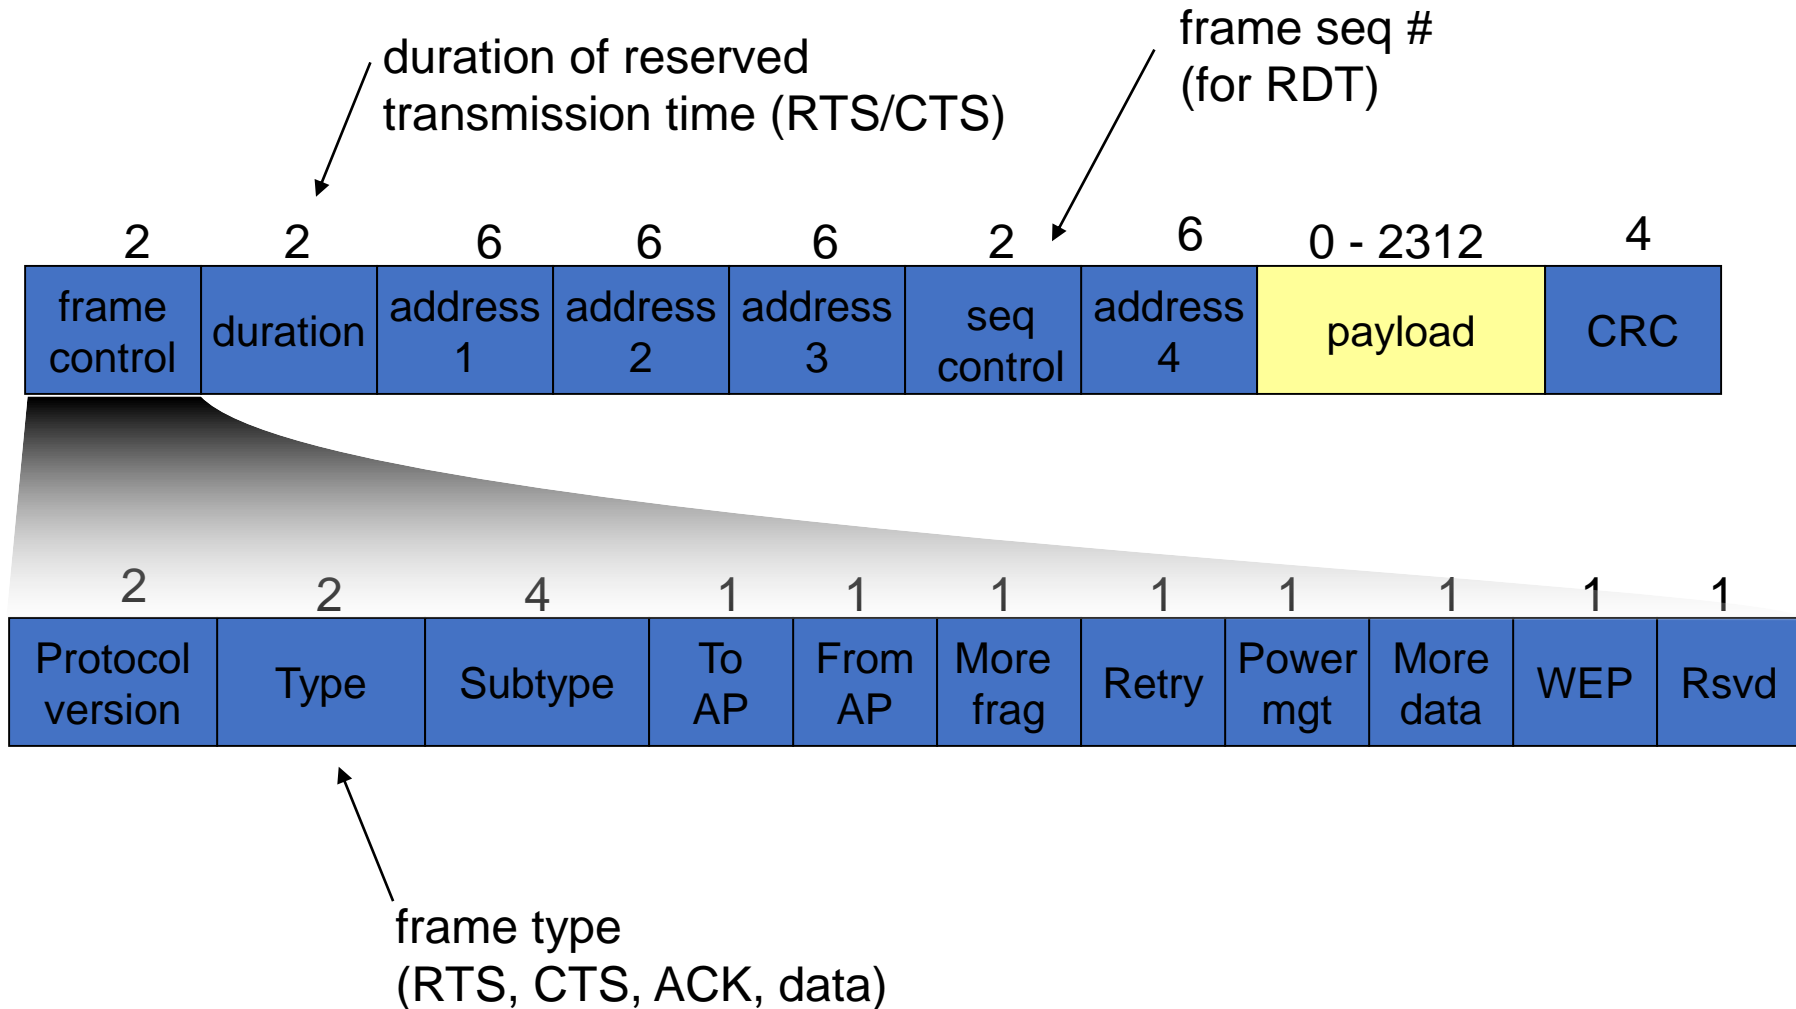 duration of reserved
transmission time (RTS/CTS)
frame seq #
(for RDT)
2 2 6 6 6 2 6 0 - 2312 4
frame control
duration
address 1
address 2
address 3
seq control
address 4
payload
CRC
2 2 4 1 1 1 1 1 1 1 1
Protocol version
Type
Subtype
To AP
From AP
More frag
Retry
Power mgt
More data
WEP
Rsvd
frame type
(RTS, CTS, ACK, data)